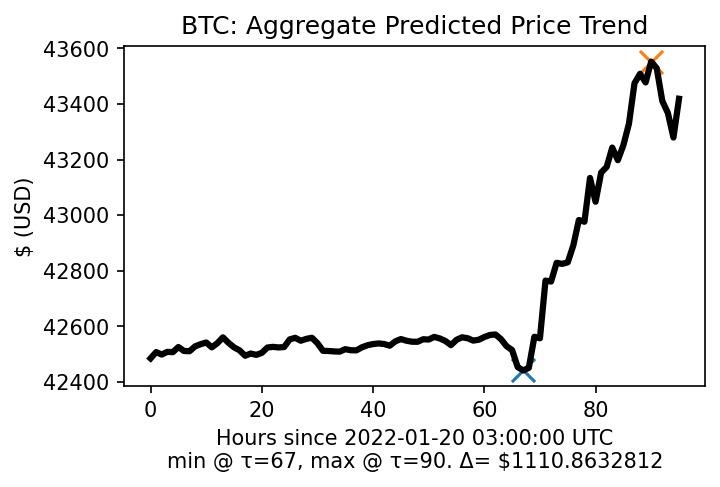 BTC: Aggregate Predicted Price Trend
43600
43400
43200
43000
42800
42600
42400
$ (USD)
0 20 40 60 80
Hours since 2022-01-20 03:00:00 UTC
min @ τ=67, max @ τ=90. Δ= $1110.8632812